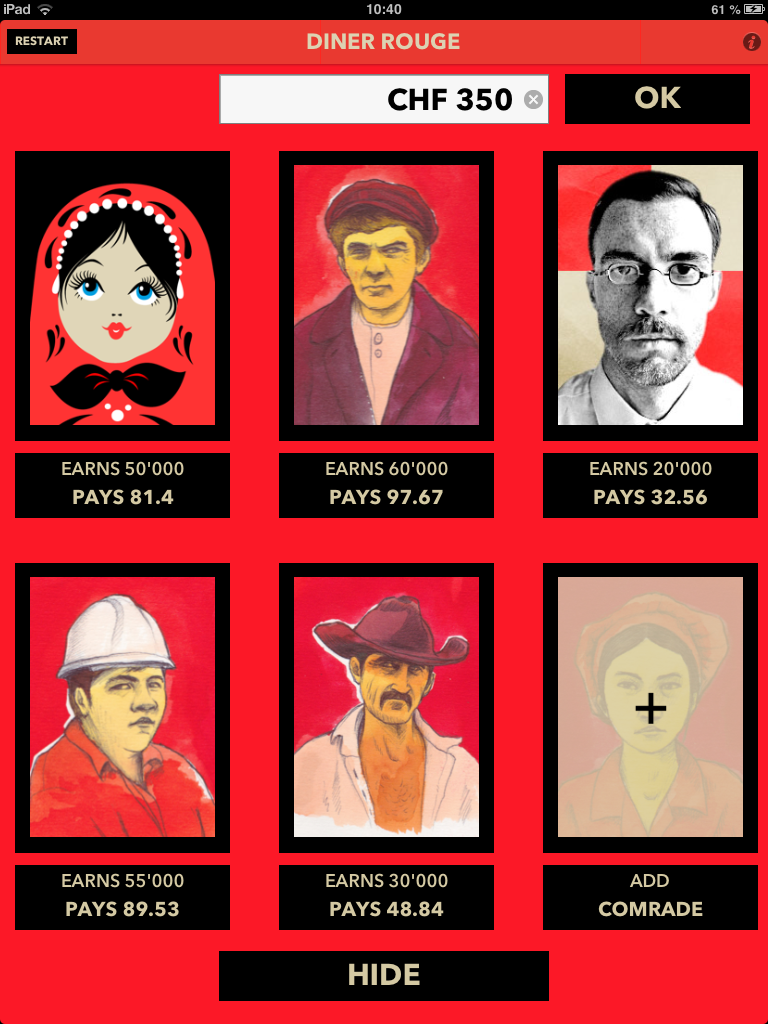 iPad 10:40 61 %
RESTART DINER ROUGE i
CHF 350 OK
EARNS 50'000 EARNS 60'000 EARNS 20'000
PAYS 81.4 PAYS 97.67 PAYS 32.56
EARNS 55'000 EARNS 30'000 ADD
PAYS 89.53 PAYS 48.84 COMRADE
HIDE